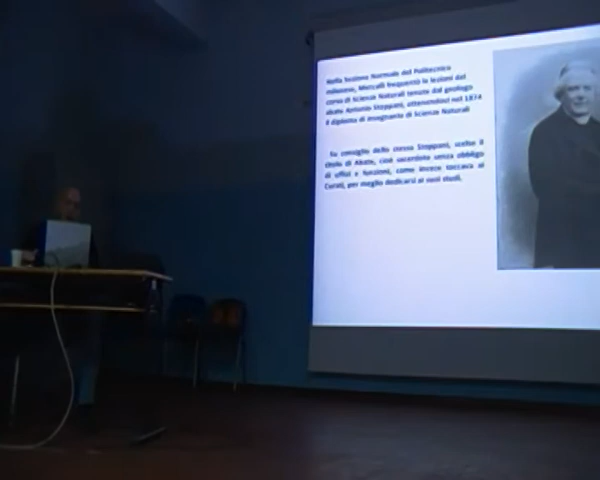 Nella Sezione Normale del Politecnico
milanese, Mercalli frequentò le lezioni del
corso di Scienze Naturali tenute dal geologo
abate Antonio Stoppani, ottenendovi nel 1874
il diploma di insegnante di Scienze Naturali
Su consiglio dello stesso Stoppani, scelse il
titolo di Abate, cioè sacerdote senza obbligo
di uffici e funzioni, come invece toccava ai
Curati, per meglio dedicarsi ai suoi studi.